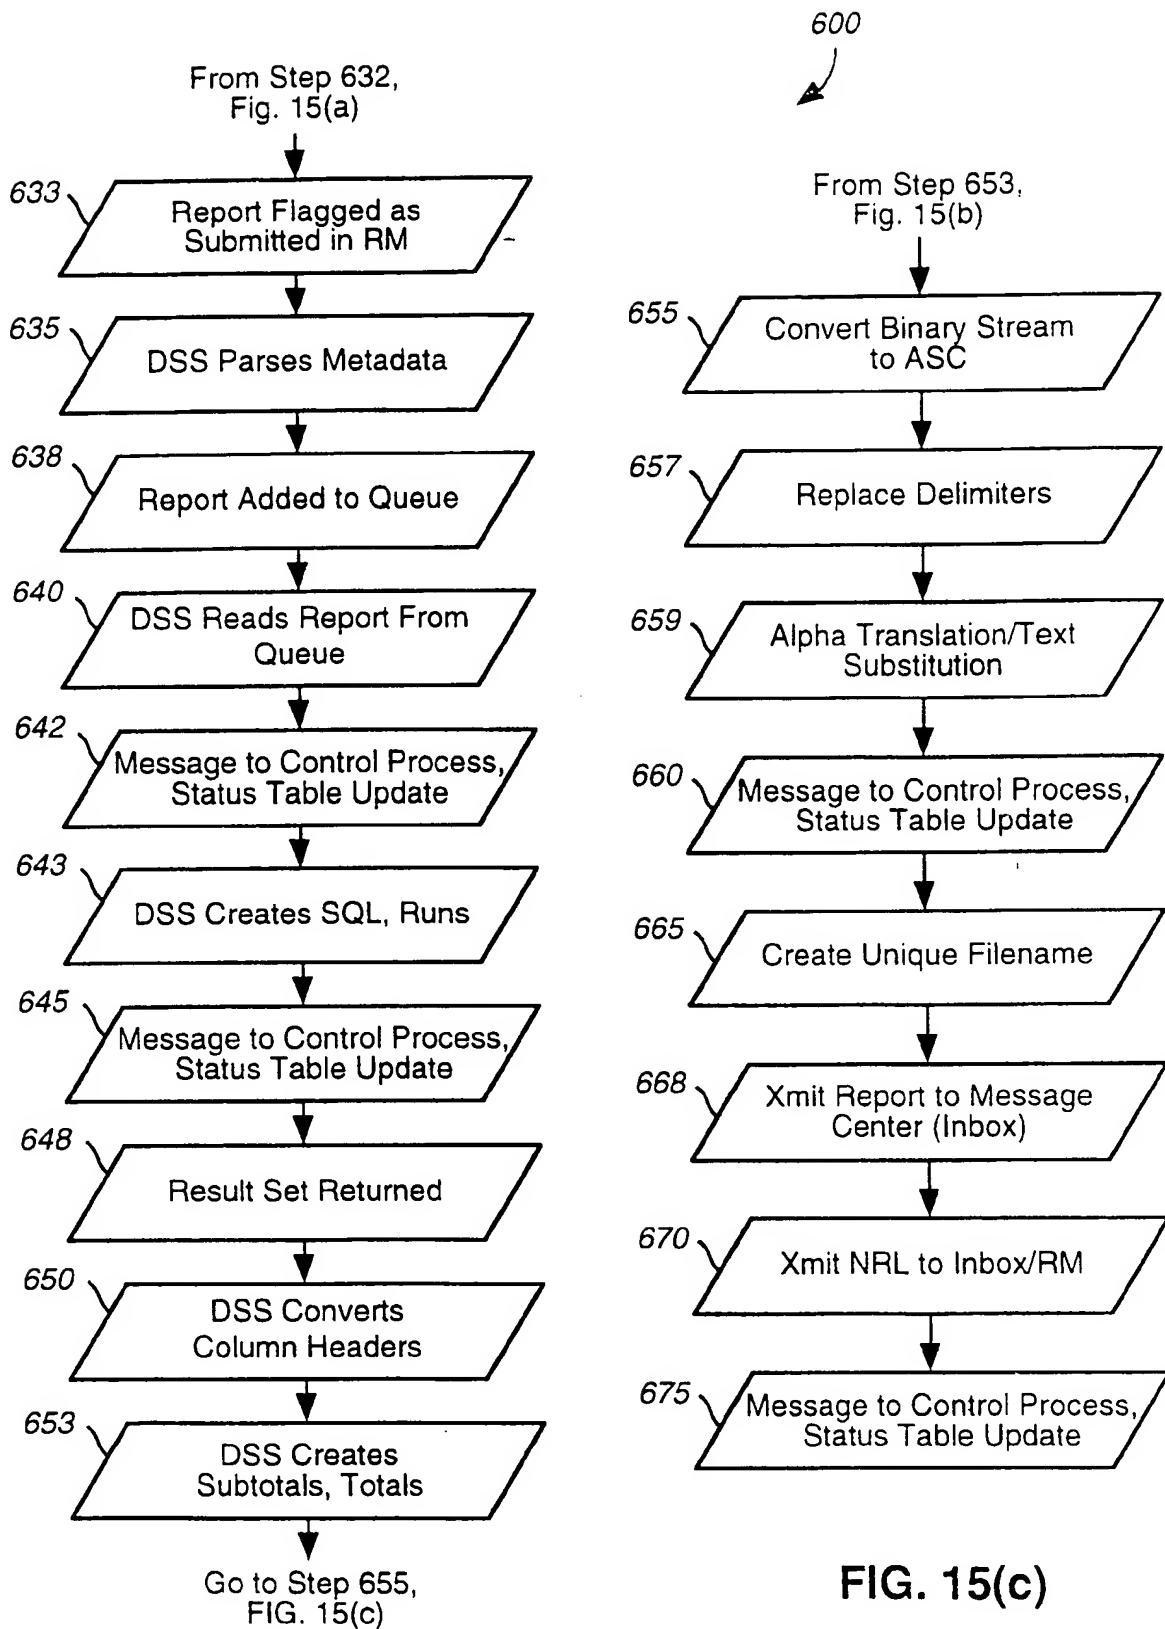 600
From Step 632,
Fig. 15(a)
633
Report Flagged as
Submitted in RM
635
DSS Parses Metadata
638
Report Added to Queue
640
DSS Reads Report From
Queue
642
Message to Control Process,
Status Table Update
643
DSS Creates SQL, Runs
645
Message to Control Process,
Status Table Update
648
Result Set Returned
650
DSS Converts
Column Headers
653
DSS Creates
Subtotals, Totals
Go to Step 655,
FIG. 15(c)
From Step 653,
Fig. 15(b)
655
Convert Binary Stream
to ASC
657
Replace Delimiters
659
Alpha Translation/Text
Substitution
660
Message to Control Process,
Status Table Update
665
Create Unique Filename
668
Xmit Report to Message
Center (Inbox)
670
Xmit NRL to Inbox/RM
675
Message to Control Process,
Status Table Update
FIG. 15(c)